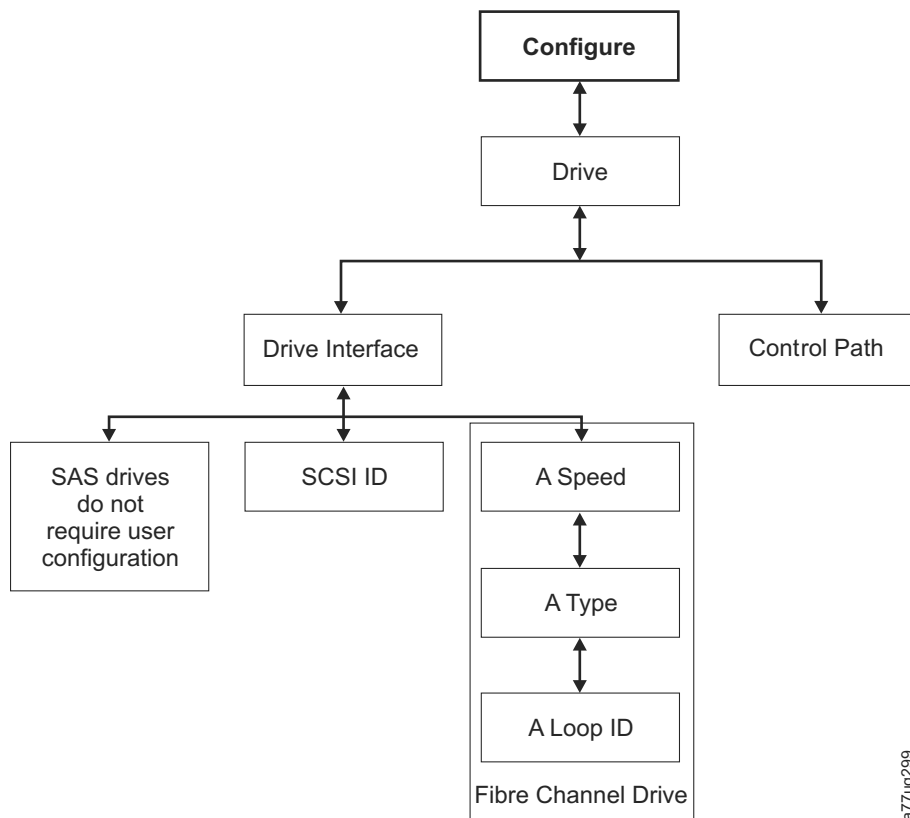 Configure
Drive
Drive Interface
Control Path
SAS drives
do not
require user
configuration
SCSI ID
A Speed
A Type
A Loop ID
Fibre Channel Drive
a77ug299